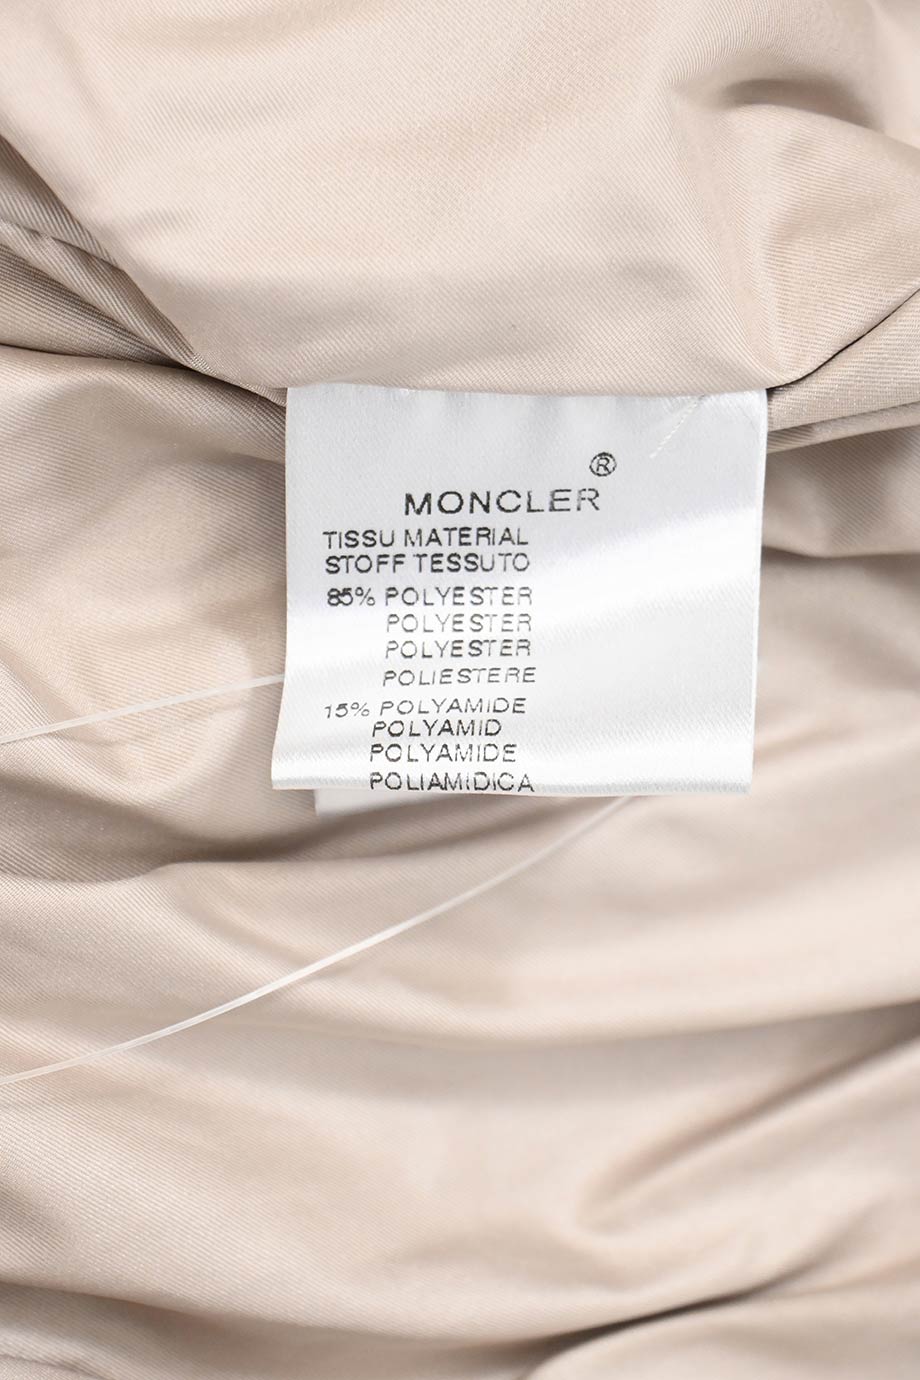 ®
MONCLER
TISSU MATERIAL
STOFF TESSUTO
85% POLYESTER
POLYESTER
POLYESTER
POLIESTERE
15% POLYAMIDE
POLYAMID
POLYAMIDE
POLIAMIDICA